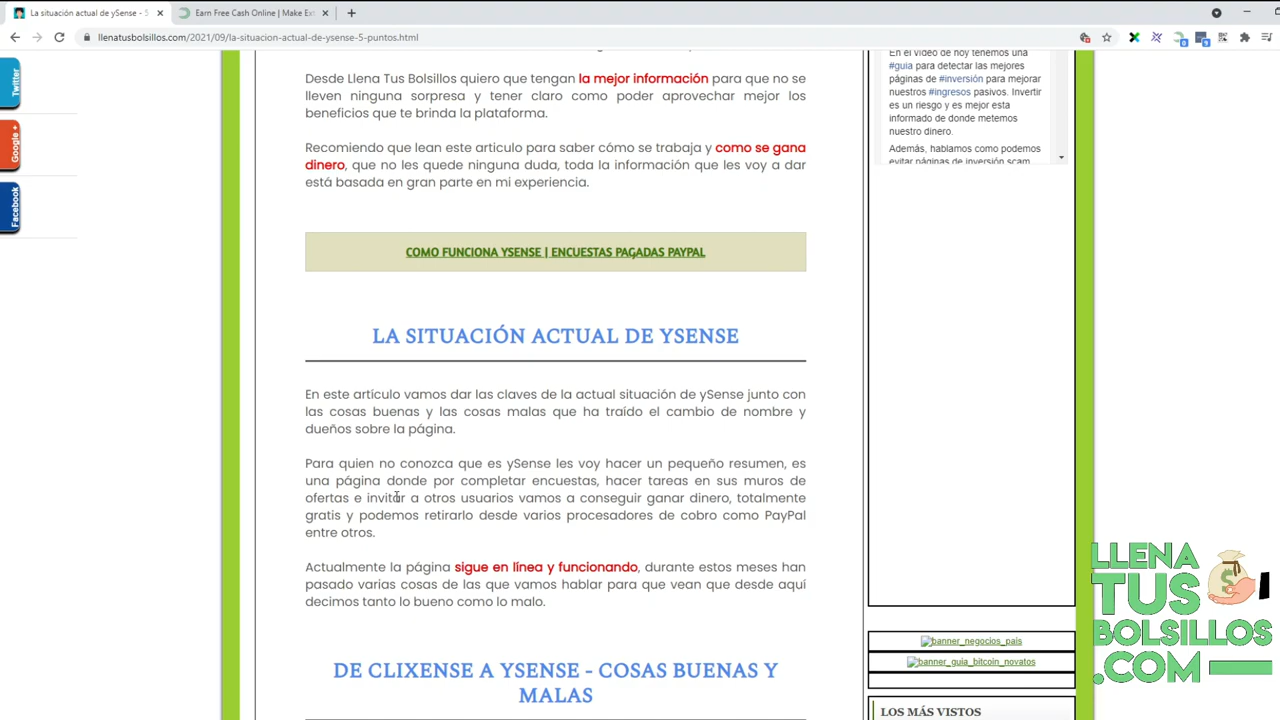 La situación actual de ySense - 5
Earn Free Cash Online | Make Ex
llenatusbolsillos.com/2021/09/la-situacion-actual-de-ysense-5-puntos.html
Twitter
Google +
Facebook
Desde Llena Tus Bolsillos quiero que tengan la mejor información para que no se
lleven ninguna sorpresa y tener claro como poder aprovechar mejor los
beneficios que te brinda la plataforma.
Recomiendo que lean este articulo para saber cómo se trabaja y como se gana
dinero, que no les quede ninguna duda, toda la información que les voy a dar
está basada en gran parte en mi experiencia.
COMO FUNCIONA YSENSE | ENCUESTAS PAGADAS PAYPAL
LA SITUACIÓN ACTUAL DE YSENSE
En este artículo vamos dar las claves de la actual situación de ySense junto con
las cosas buenas y las cosas malas que ha traído el cambio de nombre y
dueños sobre la página.
Para quien no conozca que es ySense les voy hacer un pequeño resumen, es
una página donde por completar encuestas, hacer tareas en sus muros de
ofertas e invitar a otros usuarios vamos a conseguir ganar dinero, totalmente
gratis y podemos retirarlo desde varios procesadores de cobro como PayPal
entre otros.
Actualmente la página sigue en línea y funcionando, durante estos meses han
pasado varias cosas de las que vamos hablar para que vean que desde aquí
decimos tanto lo bueno como lo malo.
DE CLIXENSE A YSENSE - COSAS BUENAS Y
MALAS
En el video de hoy tenemos una
#guia para detectar las mejores
páginas de #inversión para mejorar
nuestros #ingresos pasivos. Invertir
es un riesgo y es mejor esta
informado de donde metemos
nuestro dinero.
Además, hablamos como podemos
evitar páginas de inversión scam
banner_negocios_pais
banner_guia_bitcoin_novatos
LOS MÁS VISTOS
LLENA
TUS
BOLSILLOS
.COM